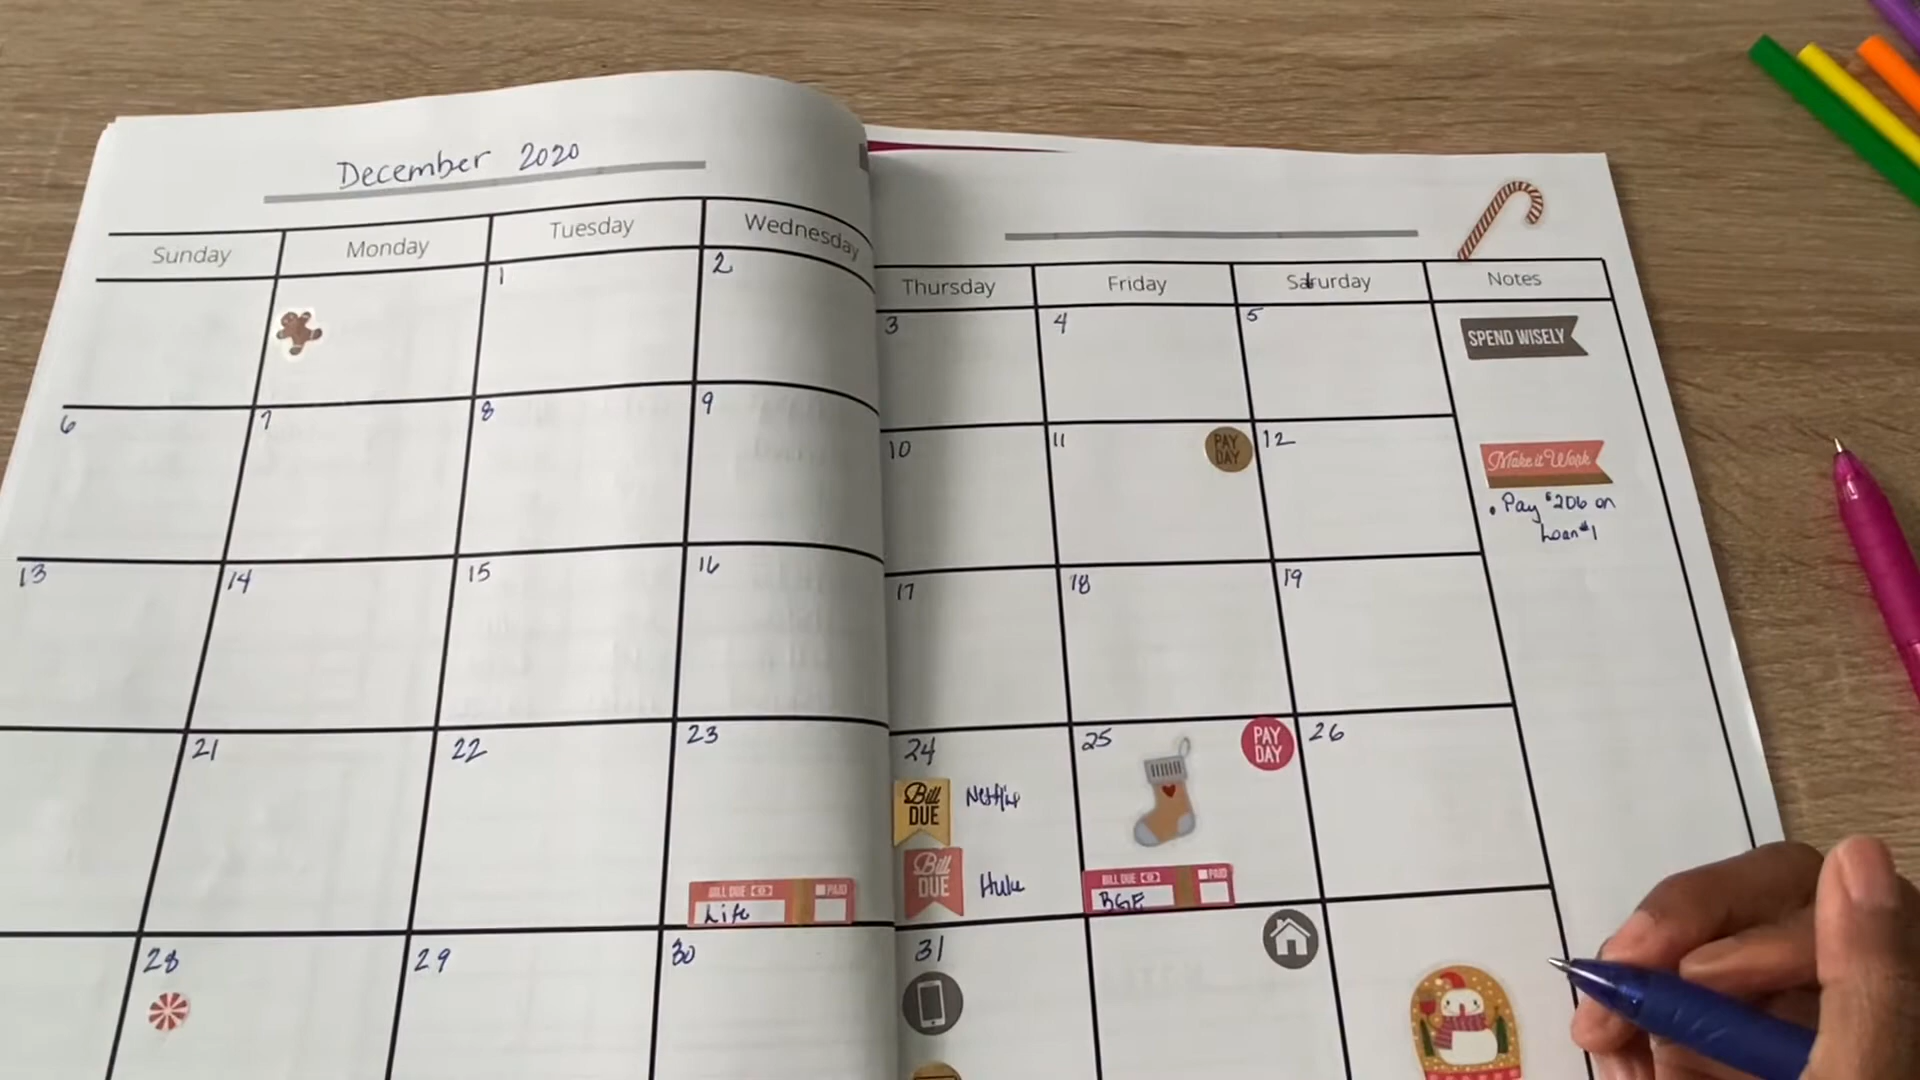 December 2020
Sunday Monday Tuesday Wednesday Thursday Friday Saturday Notes
1 2 3 4 5
SPEND WISELY
6 7 8 9 10 11 12
PAY
DAY
Make it Work
• Pay $206 on
Loan #1
13 14 15 16 17 18 19
21 22 23 24 25 26
PAY
DAY
Bill
DUE
Netflix
Bill
DUE
Hulu
BILL DUE PAID
Life
BILL DUE PAID
BGE
28 29 30 31